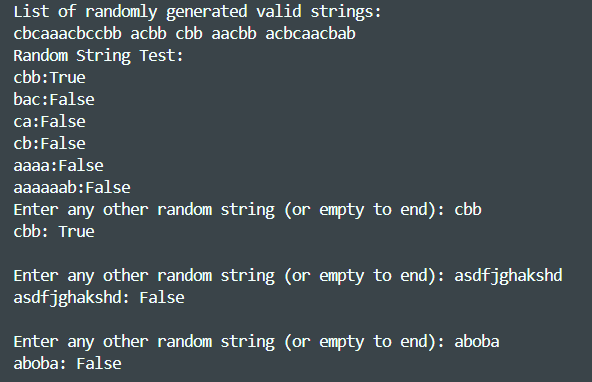 List of randomly generated valid strings:
cbcaaacbccbb acbb cbb aacbb acbcaacbab
Random String Test:
cbb:True
bac:False
ca:False
cb:False
aaaa:False
aaaaaab:False
Enter any other random string (or empty to end): cbb
cbb: True
Enter any other random string (or empty to end): asdfjghakshd
asdfjghakshd: False
Enter any other random string (or empty to end): aboba
aboba: False